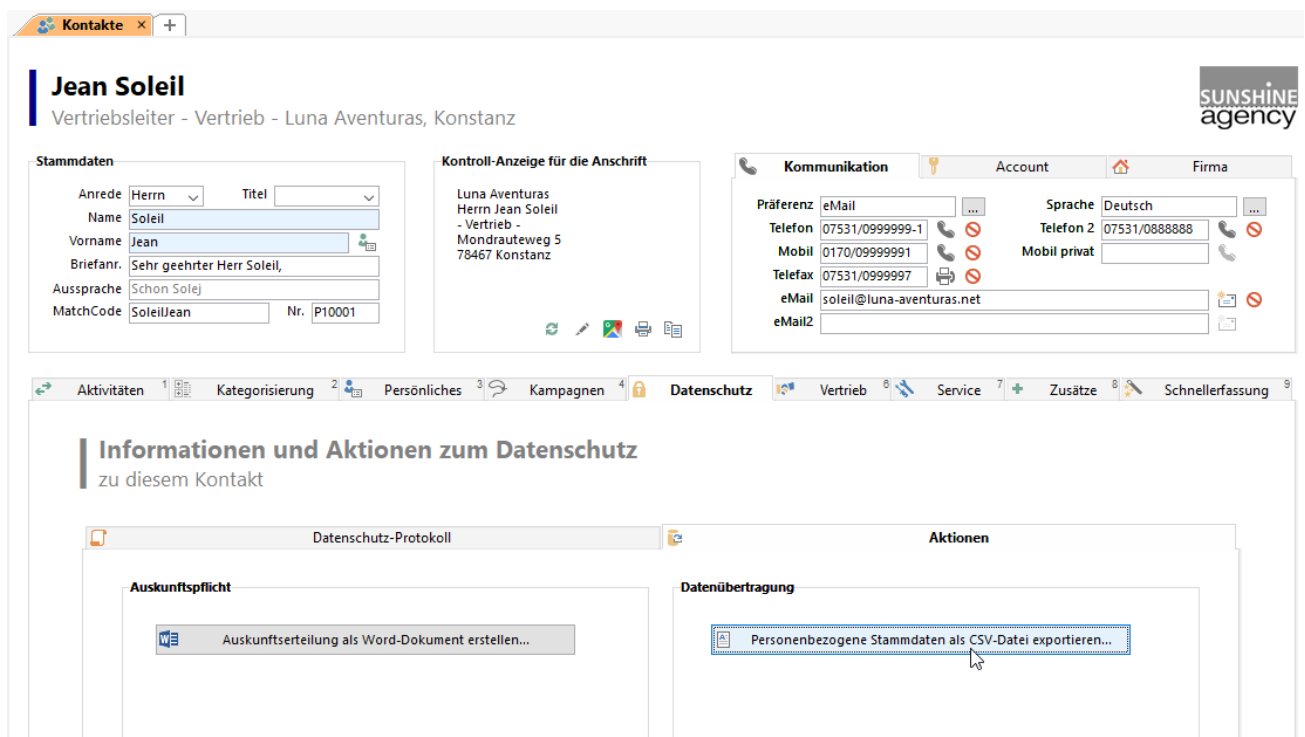 Kontakte × +
Jean Soleil
Vertriebsleiter - Vertrieb - Luna Aventuras, Konstanz
SUNSHINE
agency
Stammdaten
Anrede Herrn Titel
Name Soleil
Vorname Jean
Briefanr. Sehr geehrter Herr Soleil,
Aussprache Schon Solej
MatchCode SoleilJean Nr. P10001
Kontroll-Anzeige für die Anschrift
Luna Aventuras
Herrn Jean Soleil
- Vertrieb -
Mondrauteweg 5
78467 Konstanz
Kommunikation Account Firma
Präferenz eMail ... Sprache Deutsch ...
Telefon 07531/0999999-1 Telefon 2 07531/0888888
Mobil 0170/09999991 Mobil privat
Telefax 07531/0999997
eMail soleil@luna-aventuras.net
eMail2
Aktivitäten 1 Kategorisierung 2 Persönliches 3 Kampagnen 4 Datenschutz Vertrieb 6 Service 7 Zusätze 8 Schnellerfassung 9
Informationen und Aktionen zum Datenschutz
zu diesem Kontakt
Datenschutz-Protokoll Aktionen
Auskunftspflicht
Auskunftserteilung als Word-Dokument erstellen...
Datenübertragung
Personenbezogene Stammdaten als CSV-Datei exportieren...